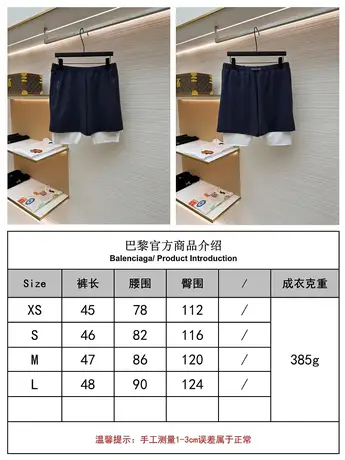 巴黎官方商品介绍
Balenciaga/ Product Introduction
Size 裤长 腰围 臀围 / 成衣克重
XS 45 78 112 /
S 46 82 116 /
M 47 86 120 / 385g
L 48 90 124 /
温馨提示：手工测量1-3cm误差属于正常